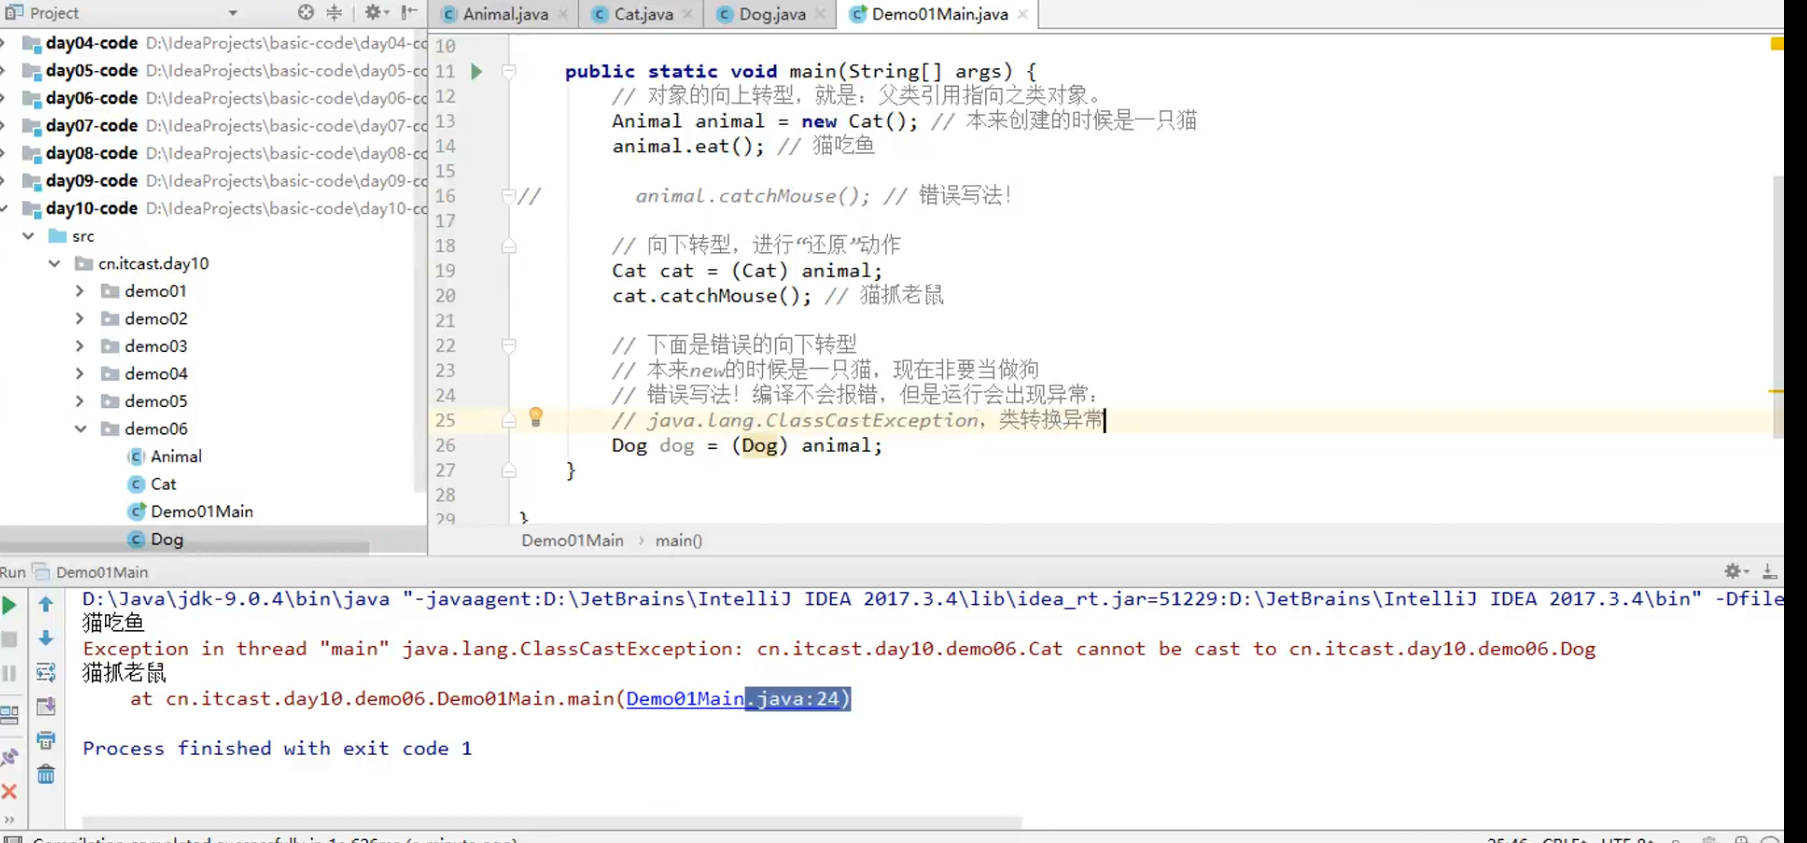 Project
Animal.java
Cat.java
Dog.java
Demo01Main.java
day04-code D:\IdeaProjects\basic-code\day04-cc
day05-code D:\IdeaProjects\basic-code\day05-cc
day06-code D:\IdeaProjects\basic-code\day06-cc
day07-code D:\IdeaProjects\basic-code\day07-cc
day08-code D:\IdeaProjects\basic-code\day08-cc
day09-code D:\IdeaProjects\basic-code\day09-cc
day10-code D:\IdeaProjects\basic-code\day10-cc
src
cn.itcast.day10
demo01
demo02
demo03
demo04
demo05
demo06
Animal
Cat
Demo01Main
Dog
10
11 public static void main(String[] args) {
12 // 对象的向上转型，就是：父类引用指向之类对象。
13 Animal animal = new Cat(); // 本来创建的时候是一只猫
14 animal.eat(); // 猫吃鱼
15
16 // animal.catchMouse(); // 错误写法！
17
18 // 向下转型，进行“还原”动作
19 Cat cat = (Cat) animal;
20 cat.catchMouse(); // 猫抓老鼠
21
22 // 下面是错误的向下转型
23 // 本来new的时候是一只猫，现在非要当做狗
24 // 错误写法！编译不会报错，但是运行会出现异常：
25 // java.lang.ClassCastException，类转换异常
26 Dog dog = (Dog) animal;
27 }
28
29 }
Demo01Main › main()
Run Demo01Main
D:\Java\jdk-9.0.4\bin\java "-javaagent:D:\JetBrains\IntelliJ IDEA 2017.3.4\lib\idea_rt.jar=51229:D:\JetBrains\IntelliJ IDEA 2017.3.4\bin" -Dfile
猫吃鱼
Exception in thread "main" java.lang.ClassCastException: cn.itcast.day10.demo06.Cat cannot be cast to cn.itcast.day10.demo06.Dog
猫抓老鼠
at cn.itcast.day10.demo06.Demo01Main.main(Demo01Main.java:24)
Process finished with exit code 1